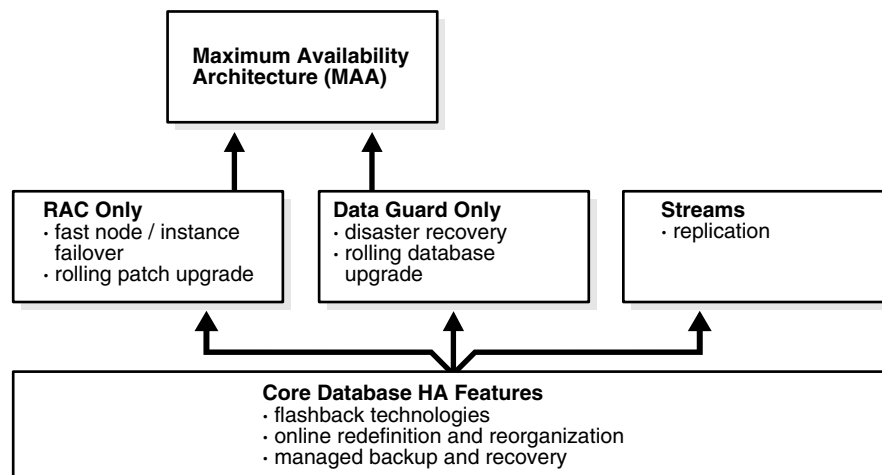 Maximum Availability
Architecture (MAA)
RAC Only
· fast node / instance
failover
· rolling patch upgrade
Data Guard Only
· disaster recovery
· rolling database
upgrade
Streams
· replication
Core Database HA Features
· flashback technologies
· online redefinition and reorganization
· managed backup and recovery